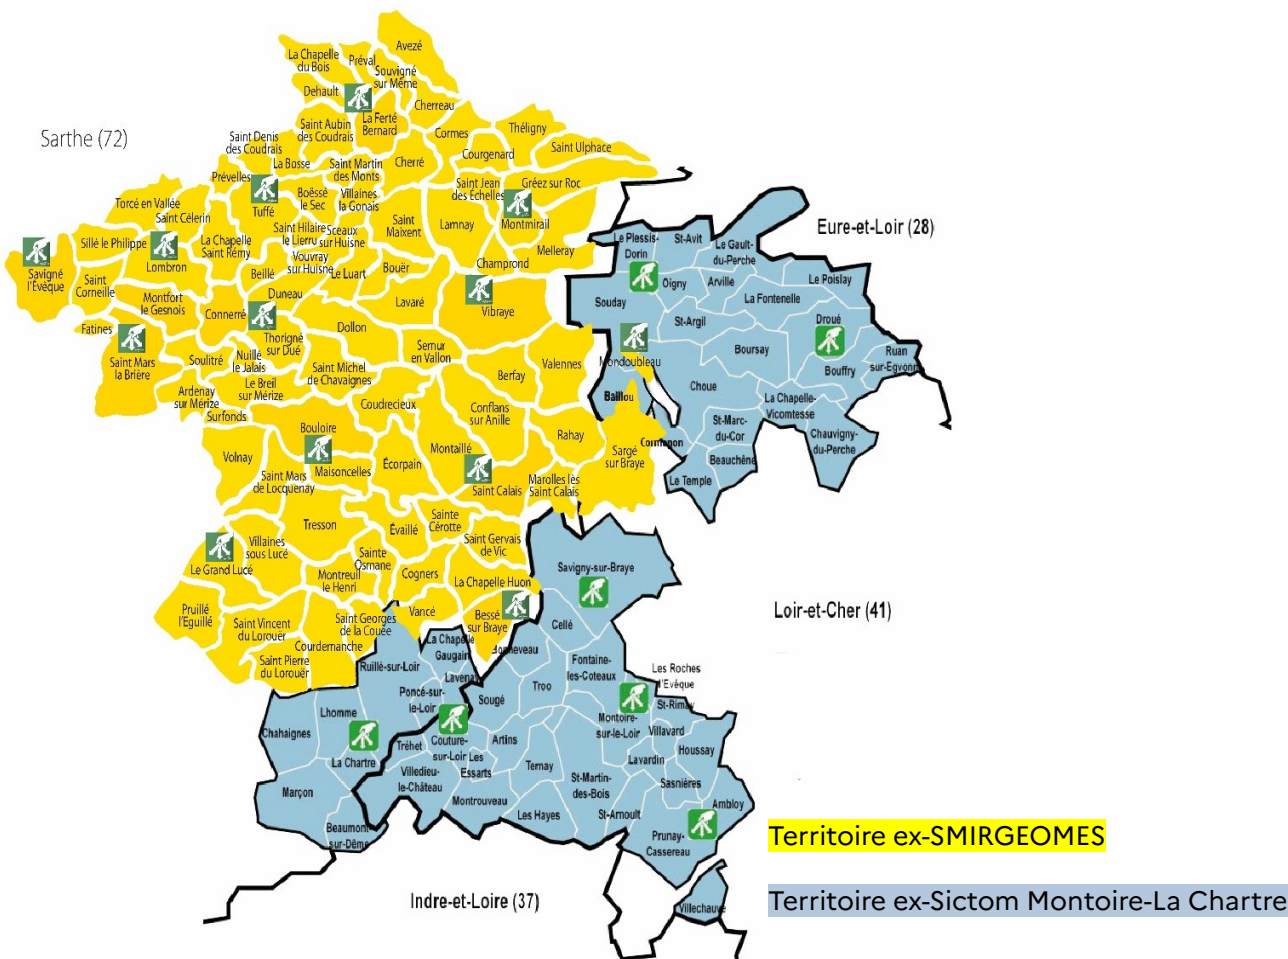 Avezé
La Chapelle
du Bois
Préval
Souvigné
sur Même
Dehault
Cherreau
La Ferté
Bernard
Sarthe (72)
Saint Aubin
des Coudrais
Saint Denis
des Coudrais
Cormes
Théligny
Courgenard
Saint Ulphace
La Bosse
Saint Martin
des Monts
Cherré
Prévelles
Tuffé
Boëssé
le Sec
Villaines
la Gonais
Saint Jean
des Echelles
Gréez sur Roc
Montmirail
Torcé en Vallée
Saint Célerin
Saint
Maixent
Lamnay
Melleray
Sillé le Philippe
Lombron
La Chapelle
Saint Rémy
Saint Hilaire
le Lierru
Sceaux
sur Huisne
Vouvray
sur Huisne
Le Luart
Bouër
Champrond
Savigné
l'Évêque
Saint
Corneille
Beillé
Duneau
Montfort
le Gesnois
Connerré
Lavaré
Vibraye
Fatines
Saint Mars
la Brière
Thorigné
sur Dué
Dollon
Semur
en Vallon
Valennes
Soulitré
Nuillé
le Jalais
Saint Michel
de Chavaignes
Berfay
Ardenay
sur Mérize
Le Breil
sur Mérize
Surfonds
Coudrecieux
Conflans
sur Anille
Bouloire
Maisoncelles
Volnay
Saint Mars
de Locquenay
Écorpain
Montaillé
Saint Calais
Rahay
Marolles lès
Saint Calais
Sargé
sur Braye
Tresson
Évaillé
Sainte
Cérotte
Saint Gervais
de Vic
Le Grand Lucé
Villaines
sous Lucé
Sainte
Osmane
Montreuil
le Henri
Cogners
La Chapelle Huon
Pruillé
l'Eguillé
Saint Vincent
du Lorouër
Saint Georges
de la Couée
Vancé
Bessé
sur Braye
Courdemanche
Saint Pierre
du Lorouër
Eure-et-Loir (28)
Le Plessis-
Dorin
St-Avit
Le Gault-
du-Perche
Oigny
Arville
Le Poislay
Souday
La Fontenelle
St-Argil
Droué
Mondoubleau
Boursay
Bouffry
Ruan
sur-Egvonne
Baillou
Choue
La Chapelle-
Vicomtesse
Cormenon
St-Marc-
du-Cor
Chauvigny-
du-Perche
Beauchêne
Le Temple
Savigny-sur-Braye
Loir-et-Cher (41)
Cellé
La Chapelle
Gaugain
Bonneveau
Fontaine-
les-Coteaux
Les Roches
l'Evêque
Ruillé-sur-Loir
Lavenay
Poncé-sur-
le-Loir
Sougé
Troo
St-Rimay
Lhomme
Montoire-
sur-le-Loir
Villavard
Chahaignes
La Chartre
Tréhet
Couture-
sur-Loir
Les
Essarts
Artins
Houssay
Lavardin
Ternay
Villedieu-
le-Château
St-Martin-
des-Bois
Sasnières
Marçon
Montrouveau
Ambloy
Les Hayes
St-Arnoult
Beaumont
-sur-Dême
Prunay-
Cassereau
Villechauve
Indre-et-Loire (37)
Territoire ex-SMIRGEOMES
Territoire ex-Sictom Montoire-La Chartre